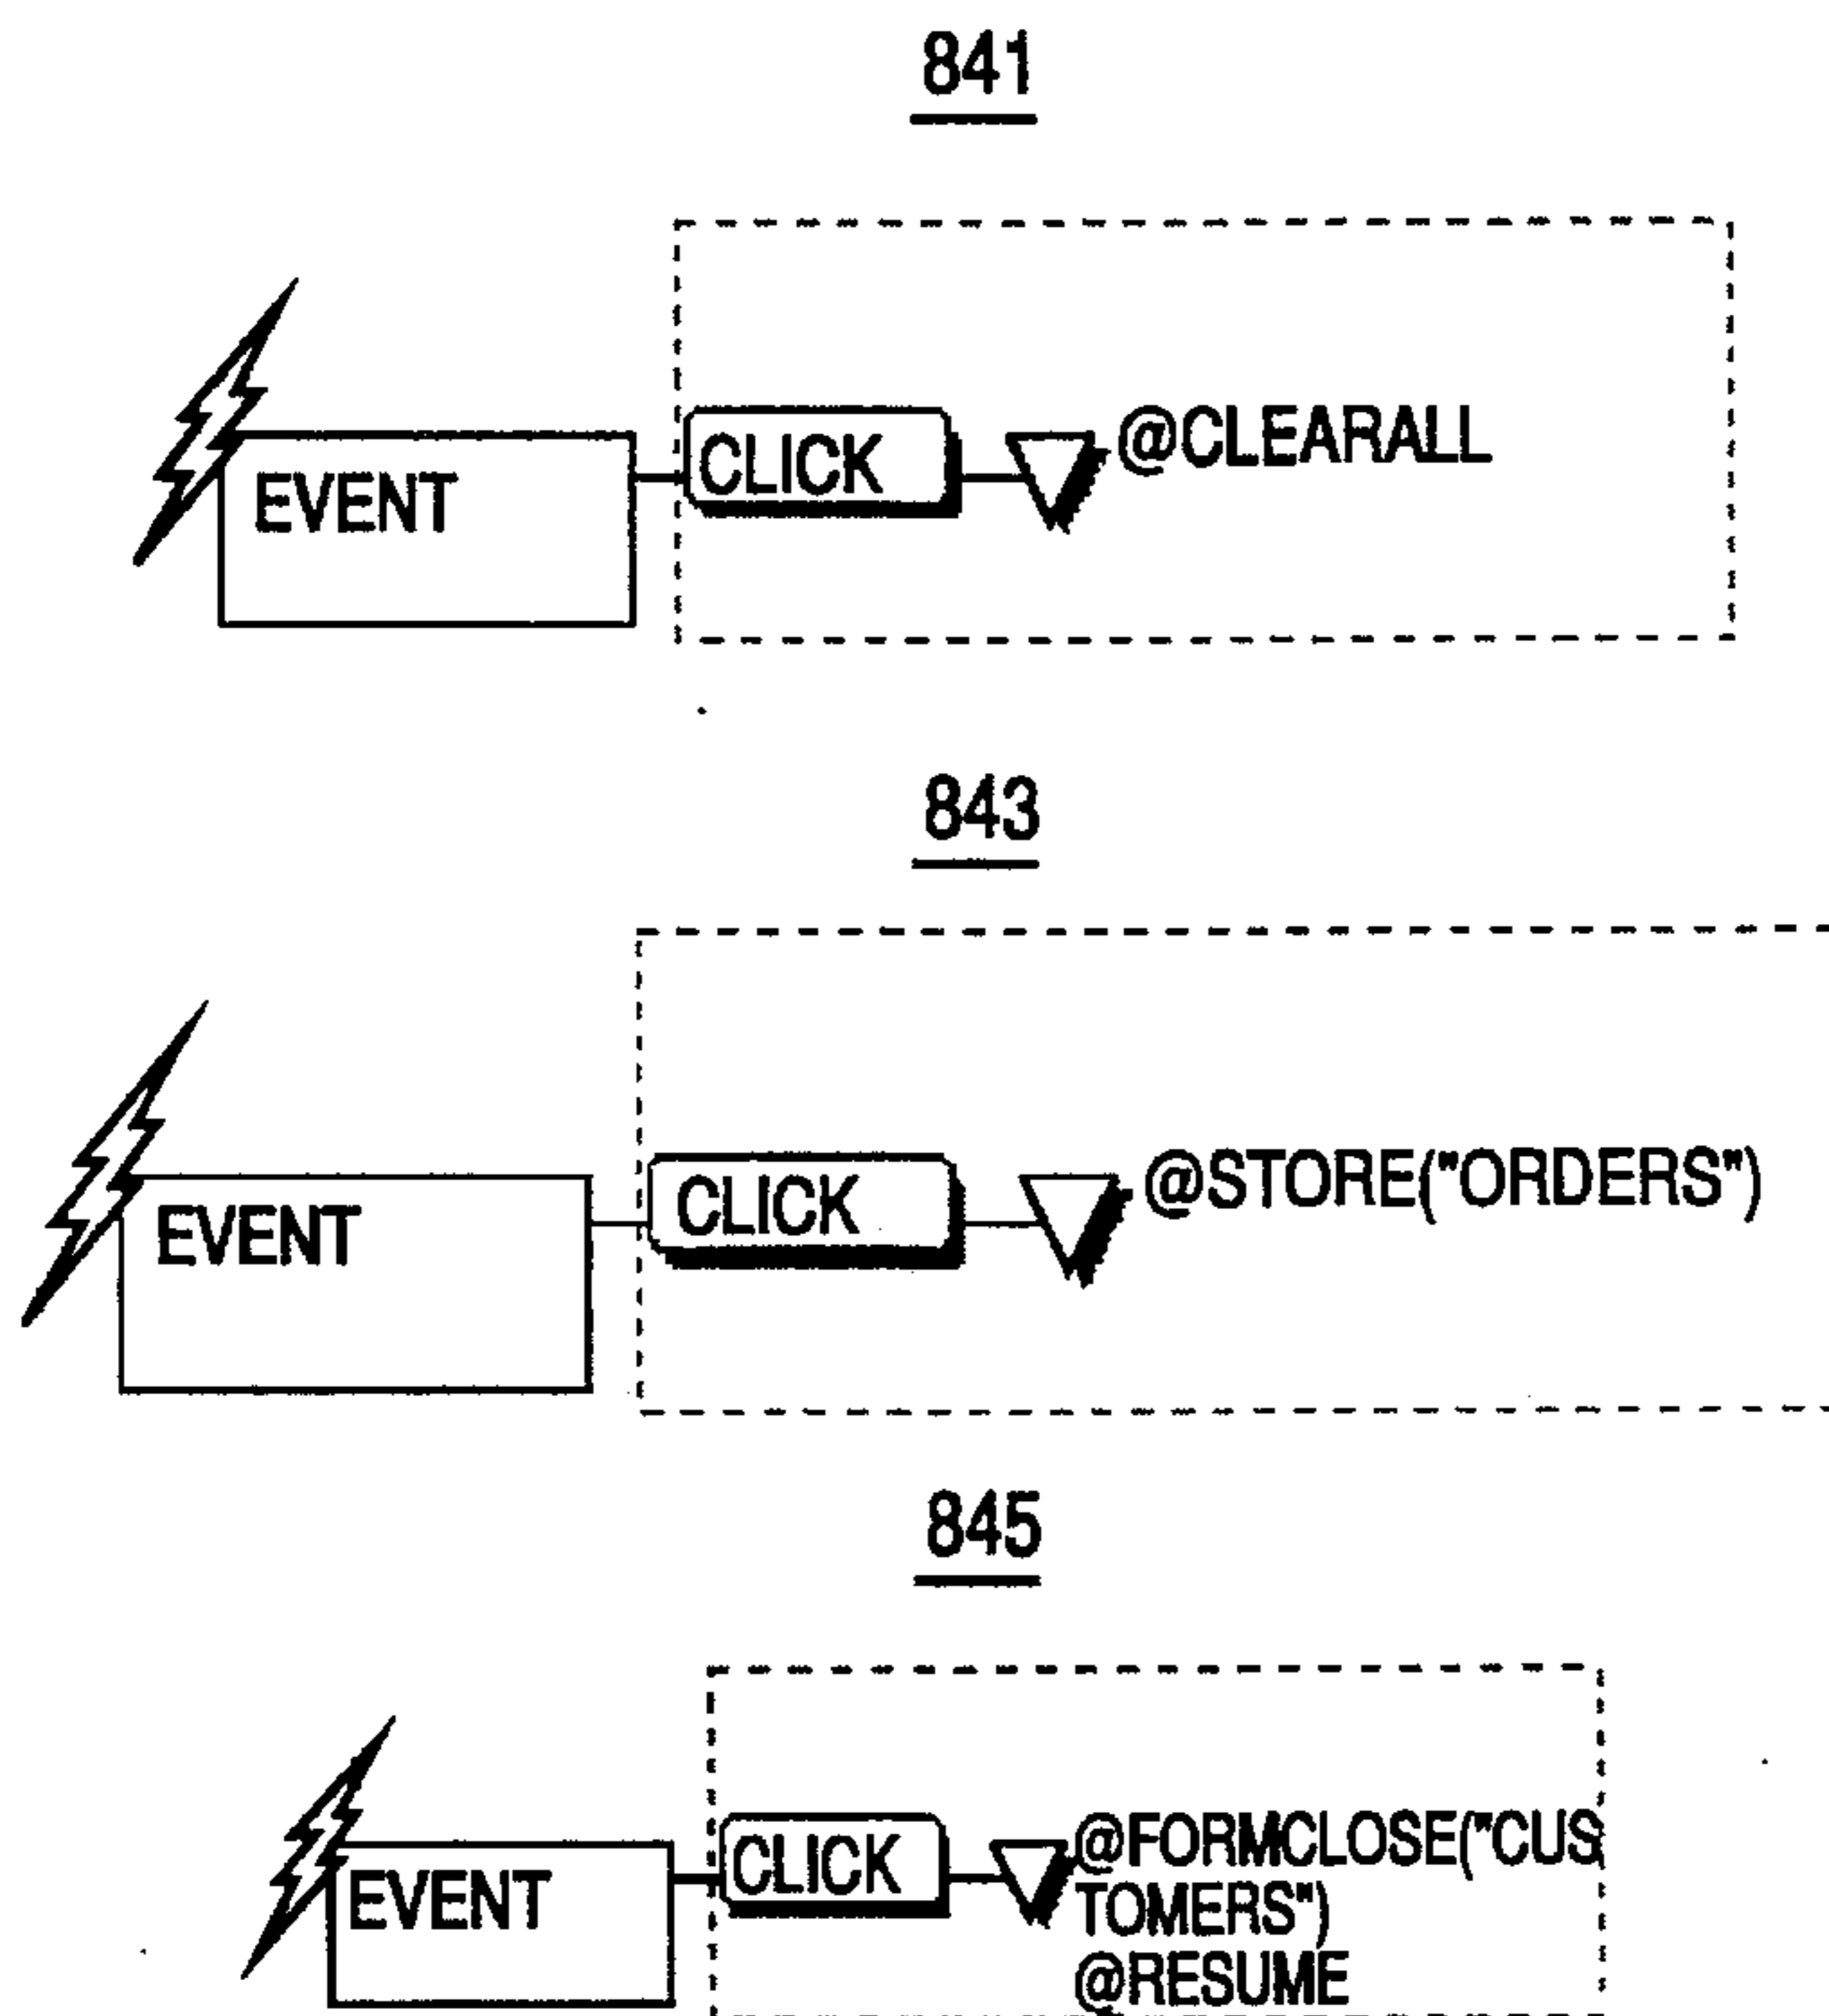 841
EVENT
CLICK
@CLEARALL
843
EVENT
CLICK
@STORE("ORDERS")
845
EVENT
CLICK
@FORMCLOSE("CUS
TOMERS")
@RESUME